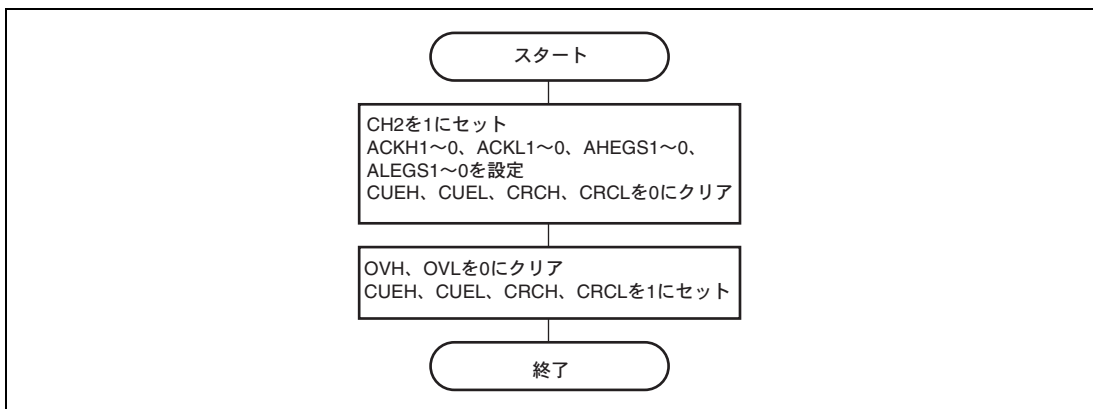 スタート
CH2を1にセット
ACKH1～0、ACKL1～0、AHEGS1～0、
ALEGS1～0を設定
CUEH、CUEL、CRCH、CRCLを0にクリア
OVH、OVLを0にクリア
CUEH、CUEL、CRCH、CRCLを1にセット
終了